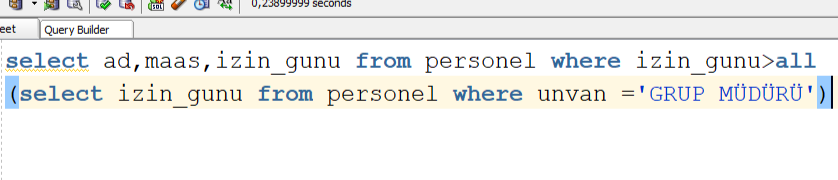 0,23899999 seconds
eet
Query Builder
select ad,maas,izin_gunu from personel where izin_gunu>all
(select izin_gunu from personel where unvan ='GRUP MÜDÜRÜ')